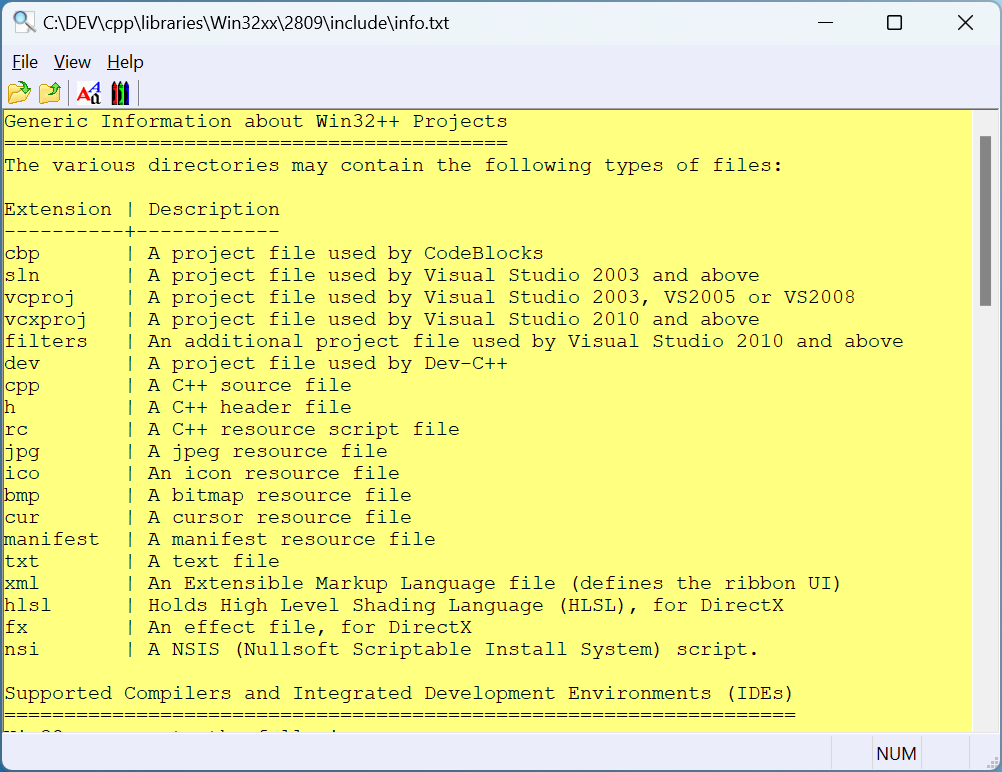 C:\DEV\cpp\libraries\Win32xx\2809\include\info.txt
File View Help
Generic Information about Win32++ Projects
==========================================
The various directories may contain the following types of files:
Extension | Description
----------+------------
cbp       | A project file used by CodeBlocks
sln       | A project file used by Visual Studio 2003 and above
vcproj    | A project file used by Visual Studio 2003, VS2005 or VS2008
vcxproj   | A project file used by Visual Studio 2010 and above
filters   | An additional project file used by Visual Studio 2010 and above
dev       | A project file used by Dev-C++
cpp       | A C++ source file
h         | A C++ header file
rc        | A C++ resource script file
jpg       | A jpeg resource file
ico       | An icon resource file
bmp       | A bitmap resource file
cur       | A cursor resource file
manifest  | A manifest resource file
txt       | A text file
xml       | An Extensible Markup Language file (defines the ribbon UI)
hlsl      | Holds High Level Shading Language (HLSL), for DirectX
fx        | An effect file, for DirectX
nsi       | A NSIS (Nullsoft Scriptable Install System) script.
Supported Compilers and Integrated Development Environments (IDEs)
==================================================================
NUM